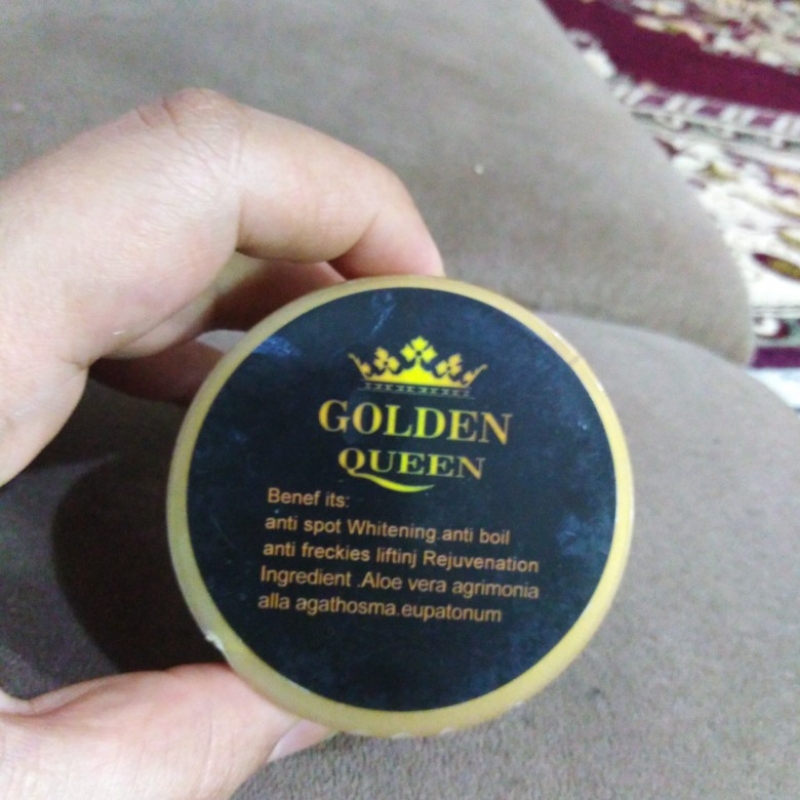 GOLDEN
QUEEN
Benef its:
anti spot Whitening.anti boil
anti freckies liftinj Rejuvenation
Ingredient .Aloe vera agrimonia
alla agathosma.eupatonum